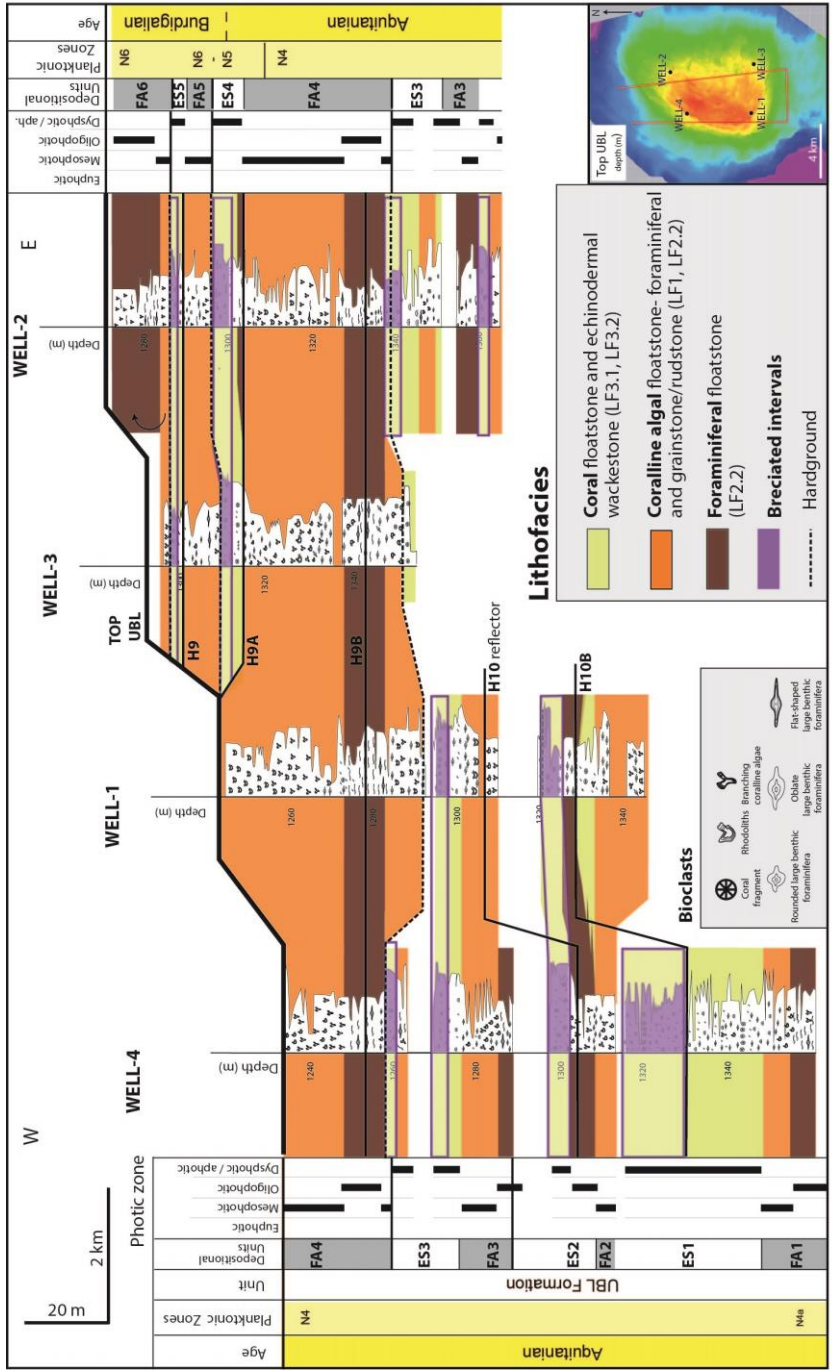 W
E
20 m
2 km
WELL-4
WELL-1
WELL-3
WELL-2
Age
Planktonic Zones
Unit
Depositional
Units
Photic zone
Euphotic
Mesophotic
Oligophotic
Dysphotic / aphotic
Aquitanian
N4
N4a
UBL Formation
FA4
ES3
FA3
ES2
FA2
ES1
FA1
Depth (m)
1240
1260
1280
1300
1320
1340
Depth (m)
1260
1280
1300
1320
1340
Depth (m)
1320
1340
Depth (m)
1280
1300
1320
1340
TOP
UBL
H9
H9A
H9B
H10 reflector
H10B
Euphotic
Mesophotic
Oligophotic
Dysphotic / aph.
Depositional
Units
Planktonic
Zones
Age
FA6
ES5
FA5
ES4
FA4
ES3
FA3
N6
N6
-
N5
N4
Burdigalian
Aquitanian
Bioclasts
Coral
fragment
Rhodoliths
Branching
coralline algae
Rounded large benthic
foraminifera
Oblate
large benthic
foraminifera
Flat-shaped
large benthic
foraminifera
Lithofacies
Coral floatstone and echinodermal
wackestone (LF3.1, LF3.2)
Coralline algal floatstone- foraminiferal
and grainstone/rudstone (LF1, LF2.2)
Foraminiferal floatstone
(LF2.2)
Breciated intervals
Hardground
Top UBL
depth (m)
N
WELL-2
WELL-4
WELL-3
WELL-1
4 km